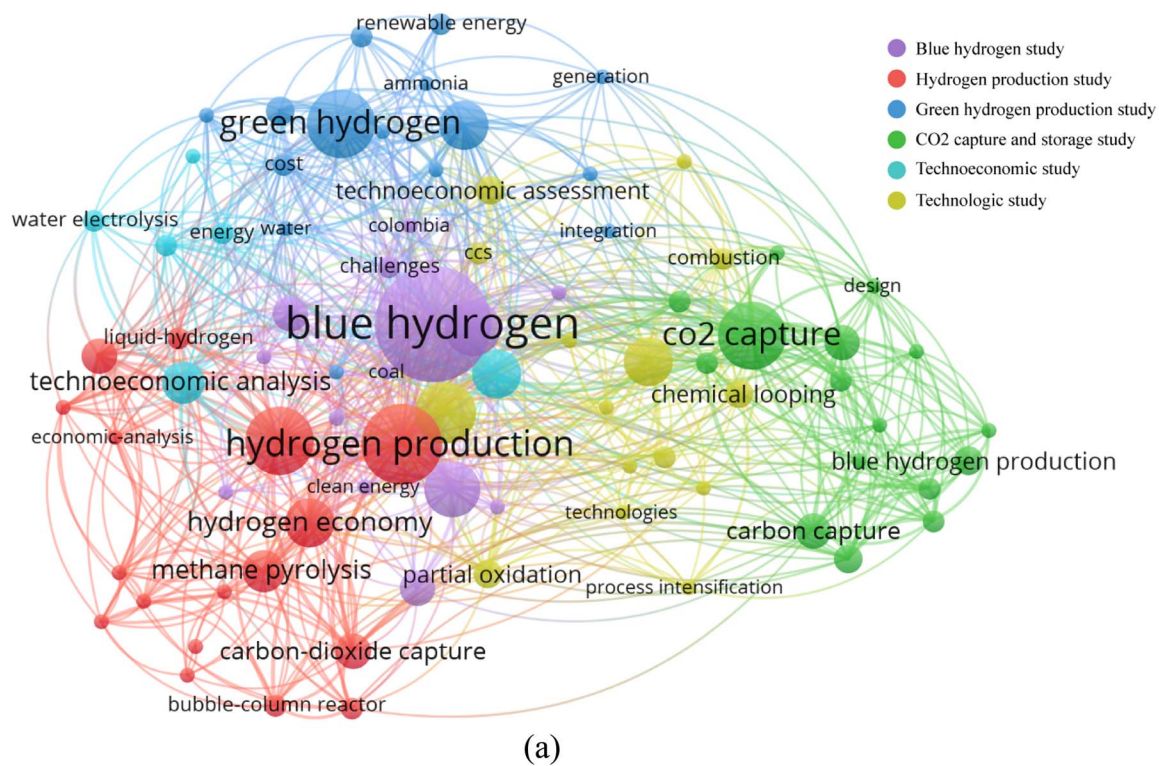 renewable energy
Blue hydrogen study
generation
Hydrogen production study
ammonia
Green hydrogen production study
green hydrogen
CO2 capture and storage study
cost
Technoeconomic study
technoeconomic assessment
Technologic study
water electrolysis
energy
water
colombia
integration
ccs
challenges
combustion
design
blue hydrogen
liquid-hydrogen
co2 capture
coal
technoeconomic analysis
chemical looping
economic-analysis
hydrogen production
blue hydrogen production
clean energy
technologies
hydrogen economy
carbon capture
methane pyrolysis
partial oxidation
process intensification
carbon-dioxide capture
bubble-column reactor
(a)